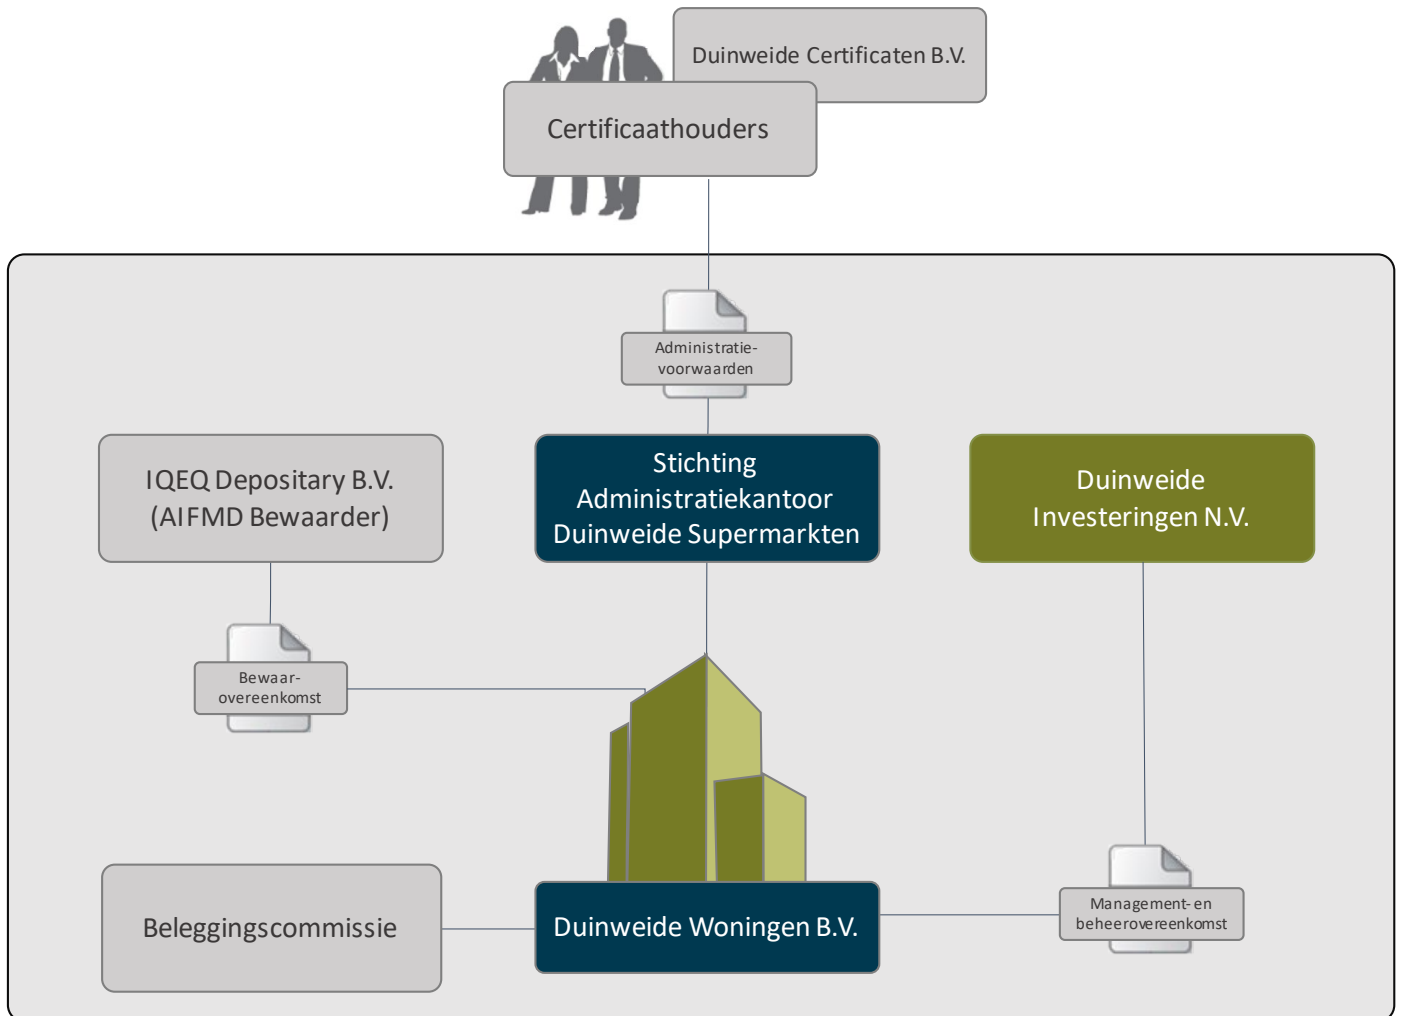 Duinweide Certificaten B.V.
Certificaathouders
Administratie-
voorwaarden
IQEQ Depositary B.V.
(AIFMD Bewaarder)
Stichting
Administratiekantoor
Duinweide Supermarkten
Duinweide
Investeringen N.V.
Bewaar-
overeenkomst
Beleggingscommissie
Duinweide Woningen B.V.
Management- en
beheerovereenkomst